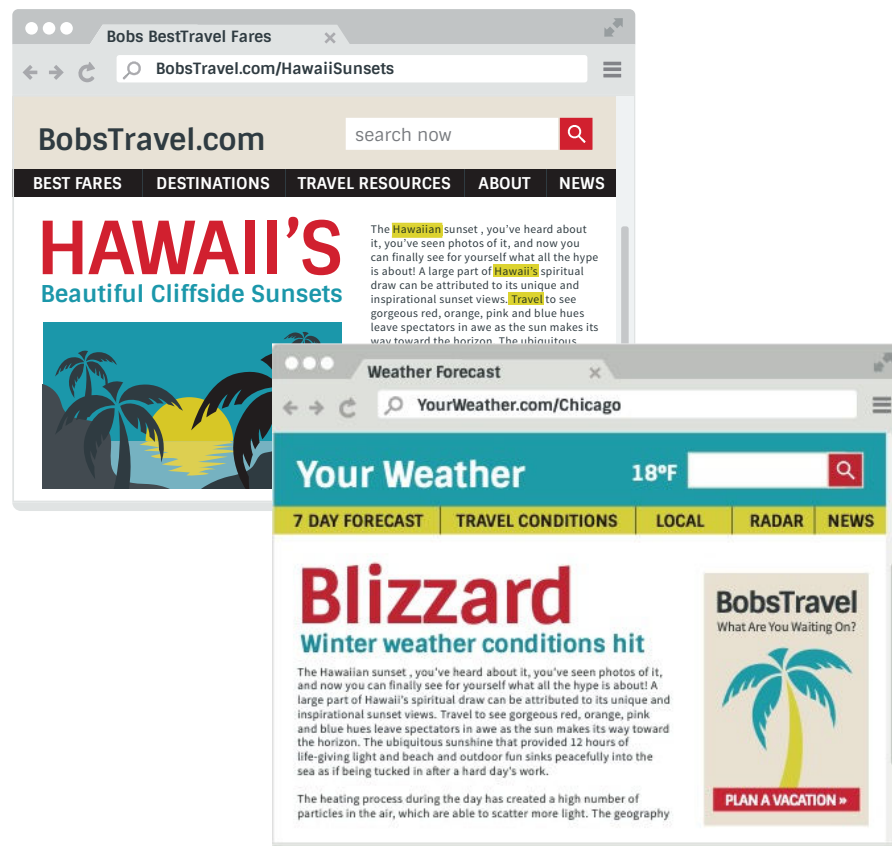 Bobs BestTravel Fares
BobsTravel.com/HawaiiSunsets
BobsTravel.com
search now
BEST FARES
DESTINATIONS
TRAVEL RESOURCES
ABOUT
NEWS
HAWAII'S
Beautiful Cliffside Sunsets
The Hawaiian sunset , you've heard about
it, you've seen photos of it, and now you
can finally see for yourself what all the hype
is about! A large part of Hawaii's spiritual
draw can be attributed to its unique and
inspirational sunset views. Travel to see
gorgeous red, orange, pink and blue hues
leave spectators in awe as the sun makes its
way toward the horizon. The ubiquitous
Weather Forecast
YourWeather.com/Chicago
Your Weather
18ºF
7 DAY FORECAST
TRAVEL CONDITIONS
LOCAL
RADAR
NEWS
Blizzard
Winter weather conditions hit
The Hawaiian sunset , you've heard about it, you've seen photos of it,
and now you can finally see for yourself what all the hype is about! A
large part of Hawaii's spiritual draw can be attributed to its unique and
inspirational sunset views. Travel to see gorgeous red, orange, pink
and blue hues leave spectators in awe as the sun makes its way toward
the horizon. The ubiquitous sunshine that provided 12 hours of
life-giving light and beach and outdoor fun sinks peacefully into the
sea as if being tucked in after a hard day's work.
The heating process during the day has created a high number of
particles in the air, which are able to scatter more light. The geography
BobsTravel
What Are You Waiting On?
PLAN A VACATION »